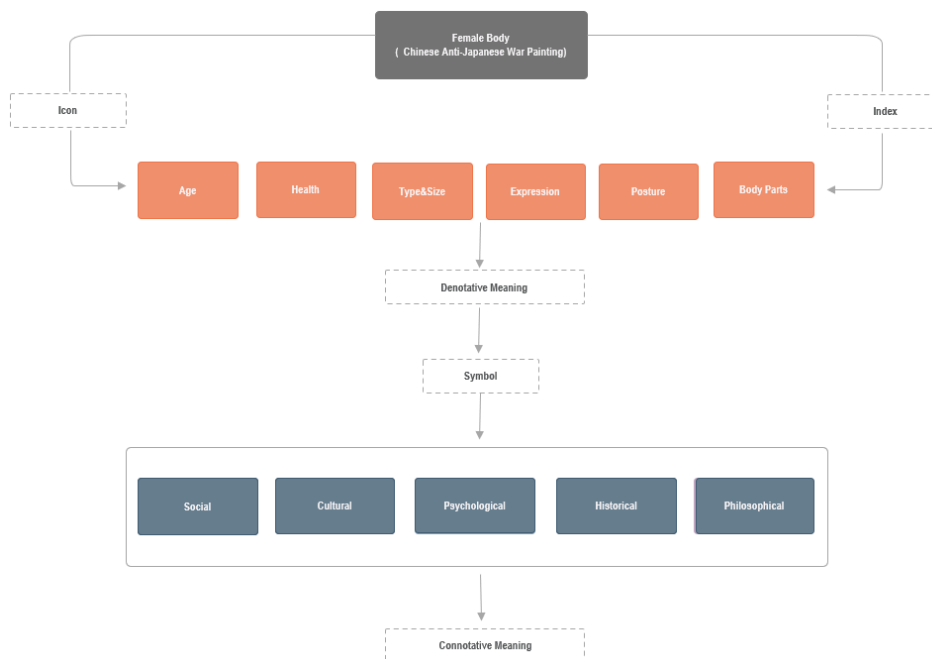 Female Body
( Chinese Anti-Japanese War Painting)
Icon
Index
Age
Health
Type&Size
Expression
Posture
Body Parts
Denotative Meaning
Symbol
Social
Cultural
Psychological
Historical
Philosophical
Connotative Meaning